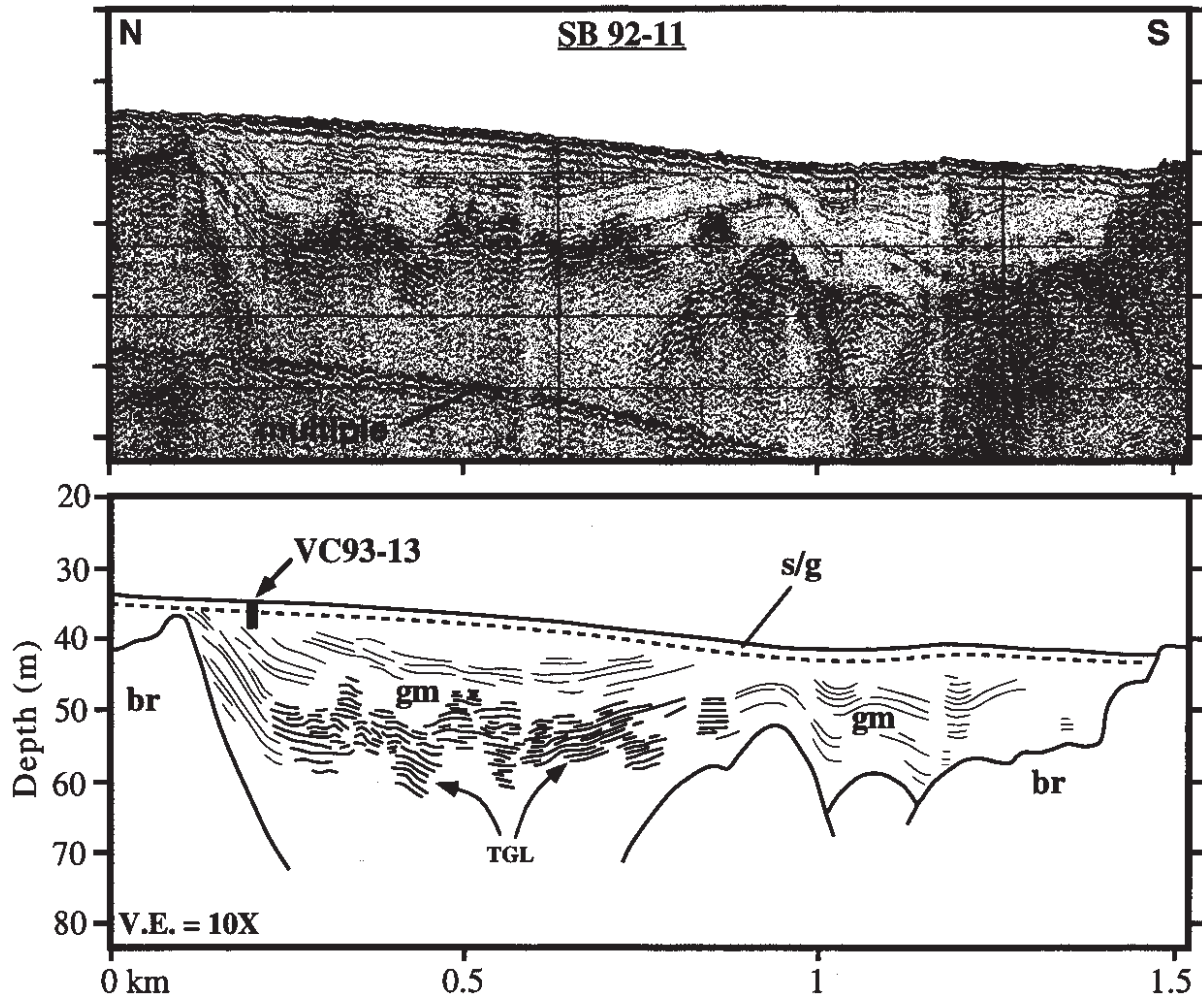 N SB 92-11 S
multiple
20
VC93-13
s/g
30
40
br
gm
gm
50
Depth (m)
60
br
70
TGL
80
V.E. = 10X
0 km 0.5 1 1.5